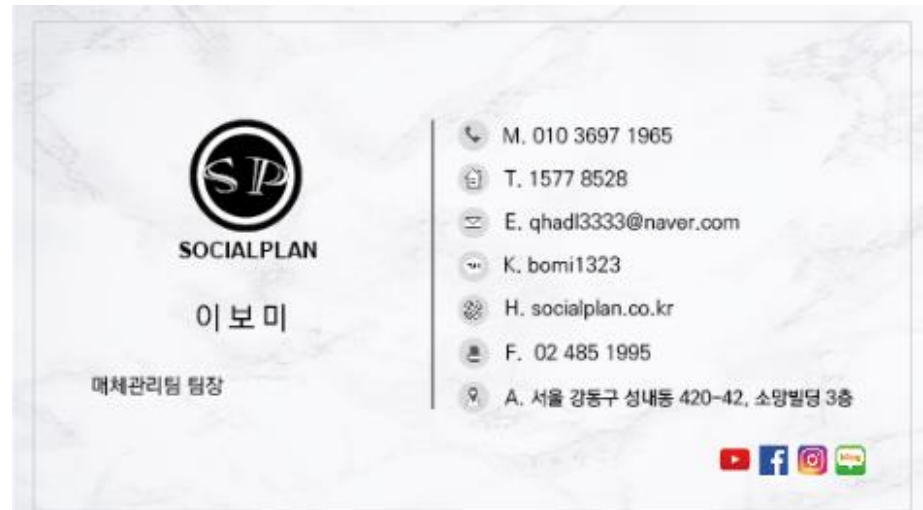 SP
SOCIALPLAN
이보미
매체관리팀 팀장
M. 010 3697 1965
T. 1577 8528
E. qhadl3333@naver.com
K. bomi1323
H. socialplan.co.kr
F. 02 485 1995
A. 서울 강동구 성내동 420-42, 소망빌딩 3층
blog